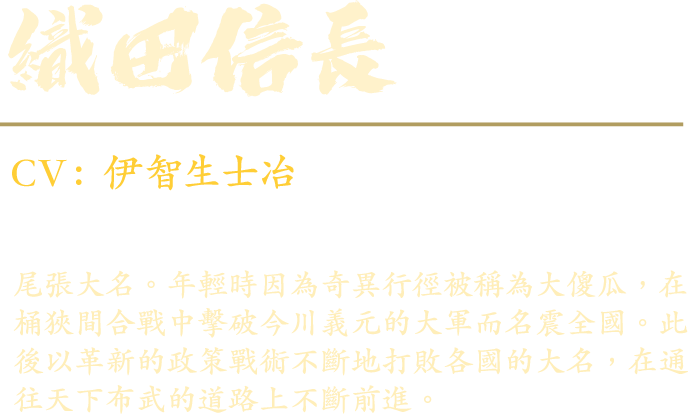 織田信長
CV：伊智生士冶
尾張大名。年輕時因為奇異行徑被稱為大傻瓜，在
桶狹間合戰中擊破今川義元的大軍而名震全國。此
後以革新的政策戰術不斷地打敗各國的大名，在通
往天下布武的道路上不斷前進。